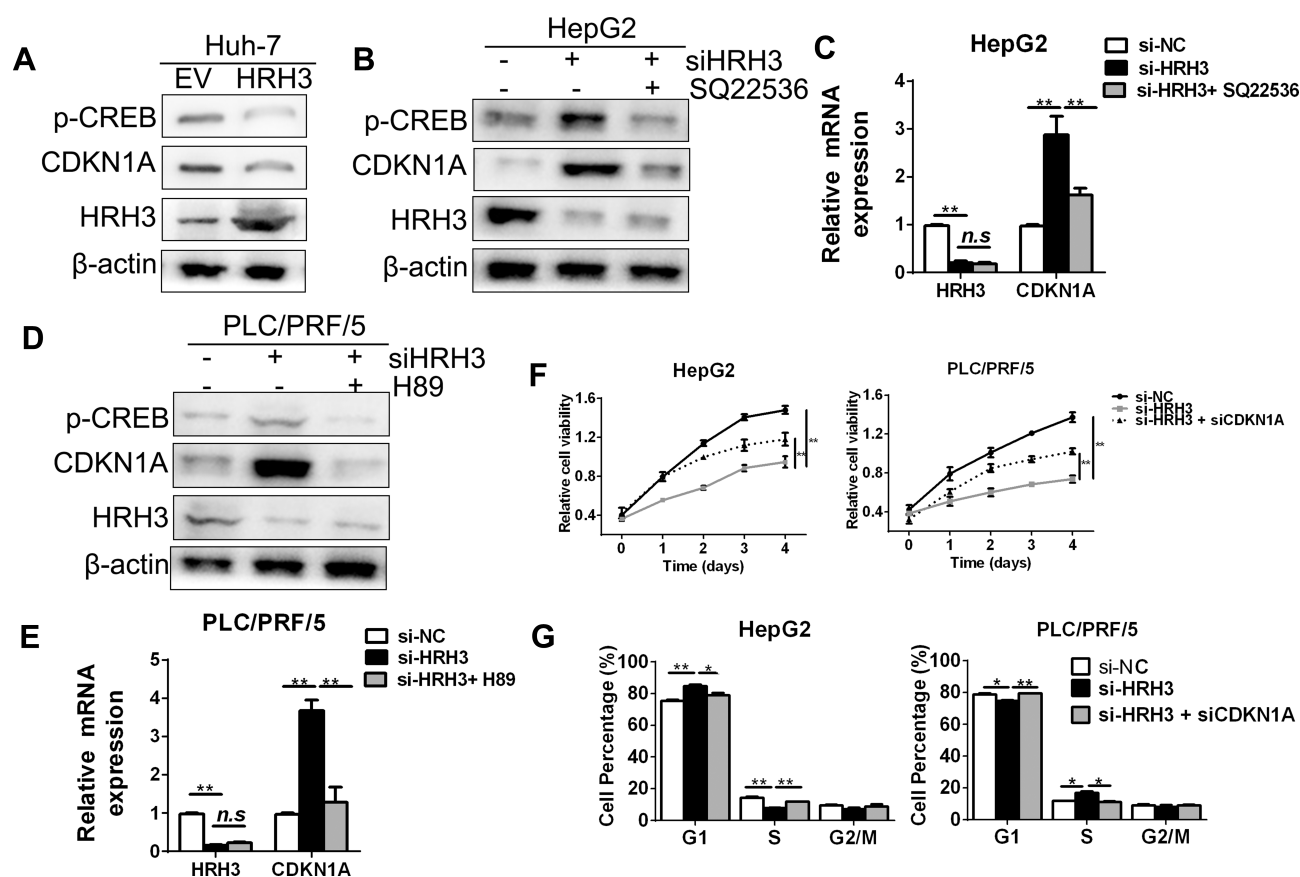 A
Huh-7
EV HRH3
p-CREB
CDKN1A
HRH3
β-actin
B
HepG2
- + + siHRH3
- - + SQ22536
p-CREB
CDKN1A
HRH3
β-actin
C
HepG2
si-NC
si-HRH3
si-HRH3+ SQ22536
Relative mRNA
expression
4
3
2
1
0
**
n.s
** **
HRH3 CDKN1A
D
PLC/PRF/5
- + + siHRH3
- - + H89
p-CREB
CDKN1A
HRH3
β-actin
E
PLC/PRF/5
si-NC
si-HRH3
si-HRH3+ H89
Relative mRNA
expression
5
4
3
2
1
0
**
n.s
** **
HRH3 CDKN1A
F
HepG2
Relative cell viability
1.6
1.2
0.8
0.4
**
**
0 1 2 3 4
Time (days)
PLC/PRF/5
Relative cell viability
1.6
1.2
0.8
0.4
**
**
0 1 2 3 4
Time (days)
si-NC
si-HRH3
si-HRH3 + siCDKN1A
G
HepG2
Cell Percentage (%)
100
80
60
40
20
0
** *
** **
G1 S G2/M
PLC/PRF/5
Cell Percentage (%)
100
80
60
40
20
0
* **
* *
G1 S G2/M
si-NC
si-HRH3
si-HRH3 + siCDKN1A